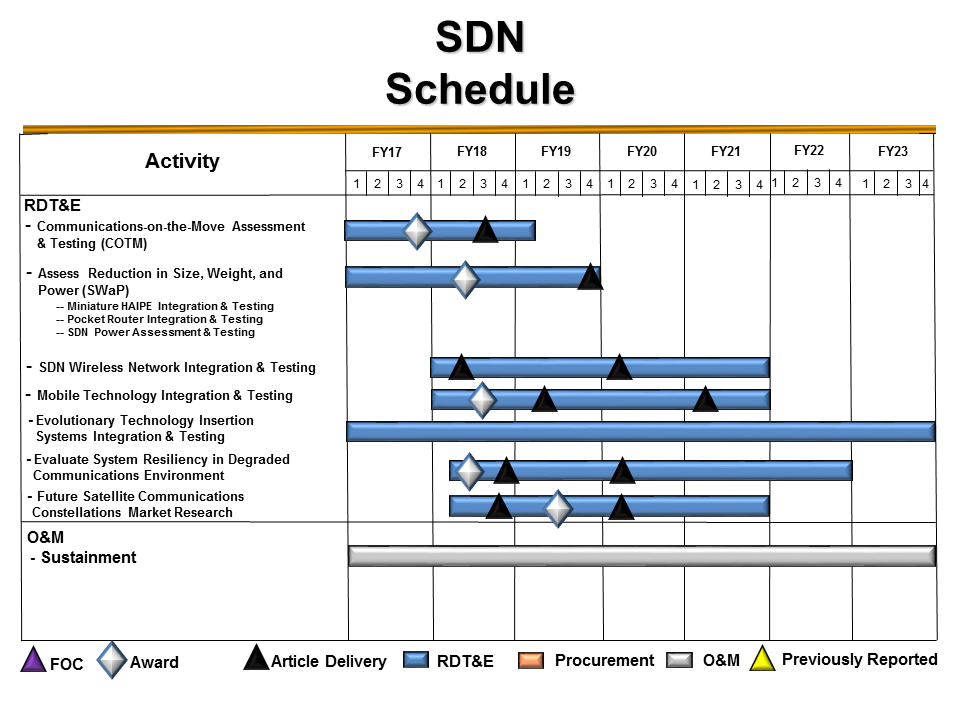 SDN
Schedule
Activity
FY17 FY18 FY19 FY20 FY21 FY22 FY23
1 2 3 4 1 2 3 4 1 2 3 4 1 2 3 4 1 2 3 4 1 2 3 4 1 2 3 4
RDT&E
- Communications-on-the-Move Assessment
& Testing (COTM)
- Assess Reduction in Size, Weight, and
Power (SWaP)
-- Miniature HAIPE Integration & Testing
-- Pocket Router Integration & Testing
-- SDN Power Assessment & Testing
- SDN Wireless Network Integration & Testing
- Mobile Technology Integration & Testing
- Evolutionary Technology Insertion
Systems Integration & Testing
- Evaluate System Resiliency in Degraded
Communications Environment
- Future Satellite Communications
Constellations Market Research
O&M
- Sustainment
FOC Award Article Delivery RDT&E Procurement O&M Previously Reported